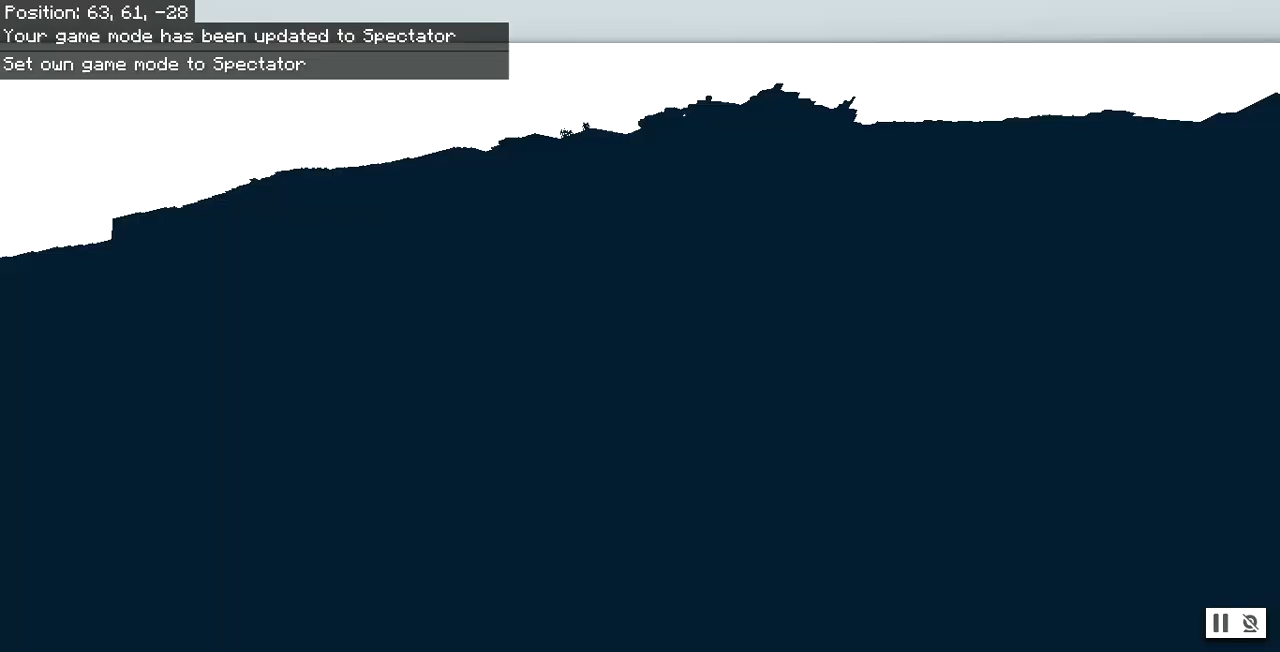 Position: 63, 61, -28
Your game mode has been updated to Spectator
Set own game mode to Spectator